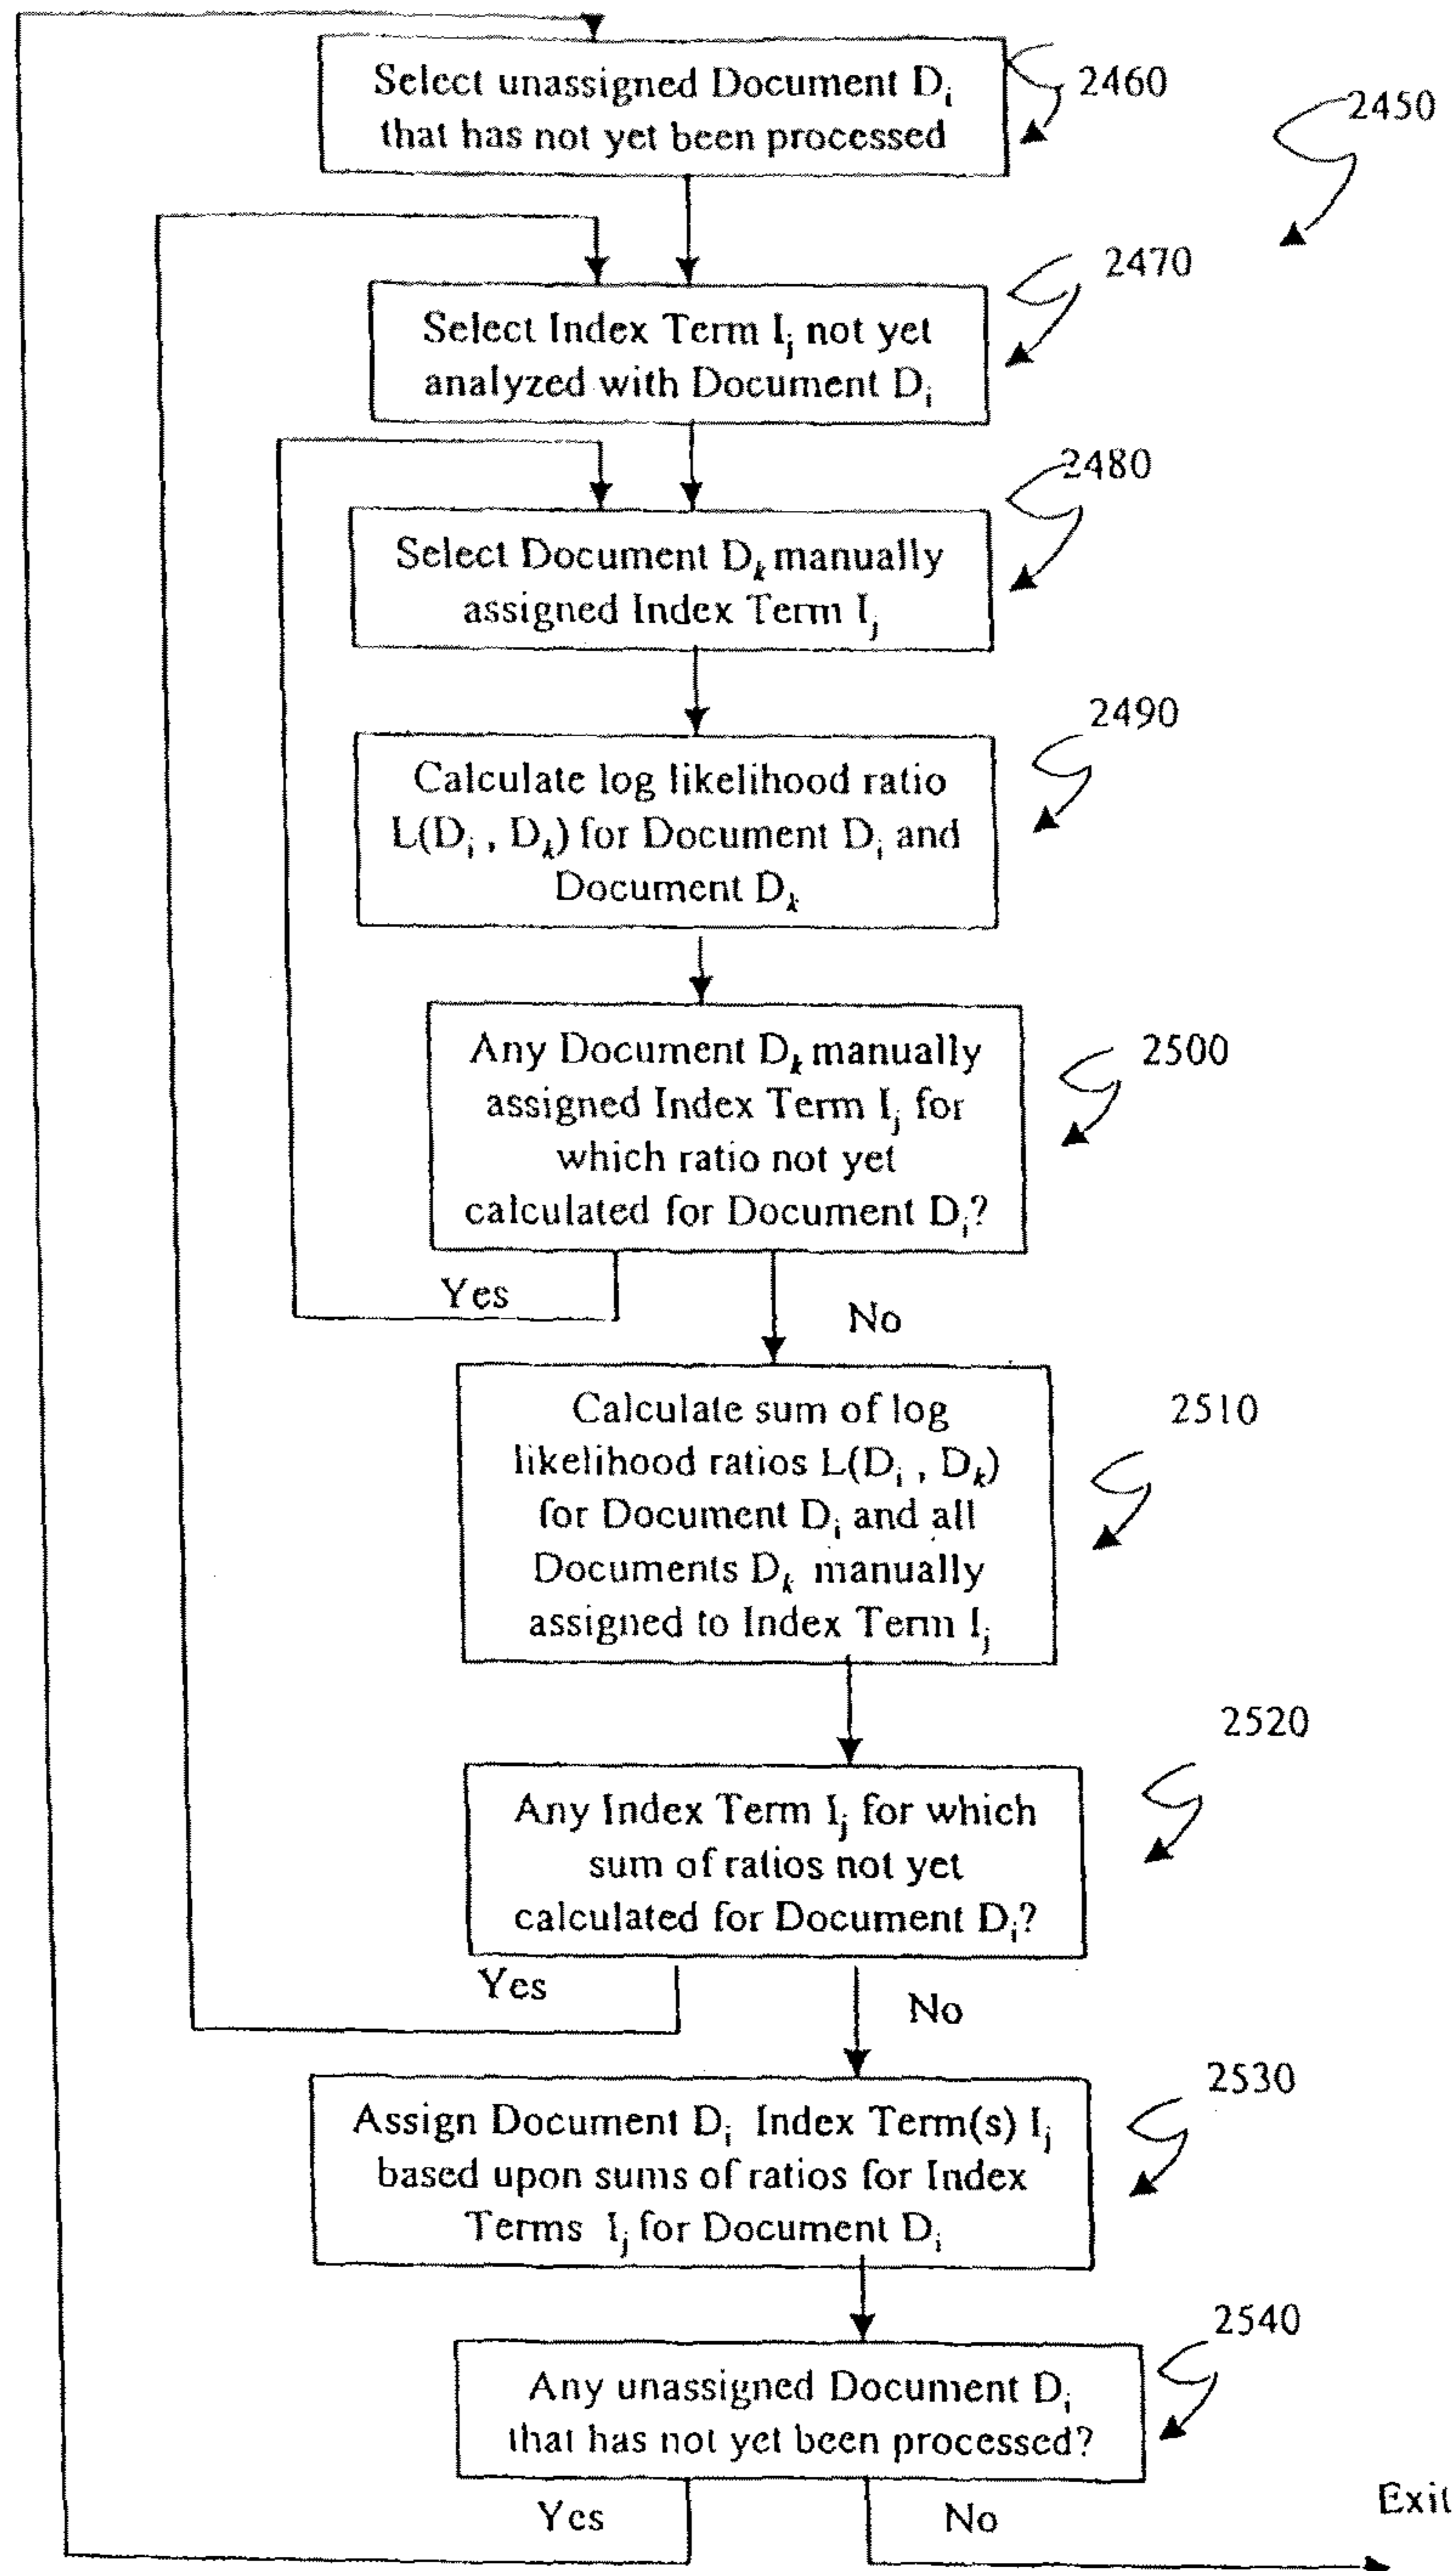 Select unassigned Document Di
that has not yet been processed
2460
2450
2470
Select Index Term Ij not yet
analyzed with Document Di
2480
Select Document Dk manually
assigned Index Term Ij
2490
Calculate log likelihood ratio
L(Di , Dk) for Document Di and
Document Dk
Any Document Dk manually
assigned Index Term Ij for
which ratio not yet
calculated for Document Di?
2500
Yes
No
Calculate sum of log
likelihood ratios L(Di , Dk)
for Document Di and all
Documents Dk manually
assigned to Index Term Ij
2510
2520
Any Index Term Ij for which
sum of ratios not yet
calculated for Document Di?
Yes
No
2530
Assign Document Di Index Term(s) Ij
based upon sums of ratios for Index
Terms Ij for Document Di
2540
Any unassigned Document Di
that has not yet been processed?
Yes
No
Exit